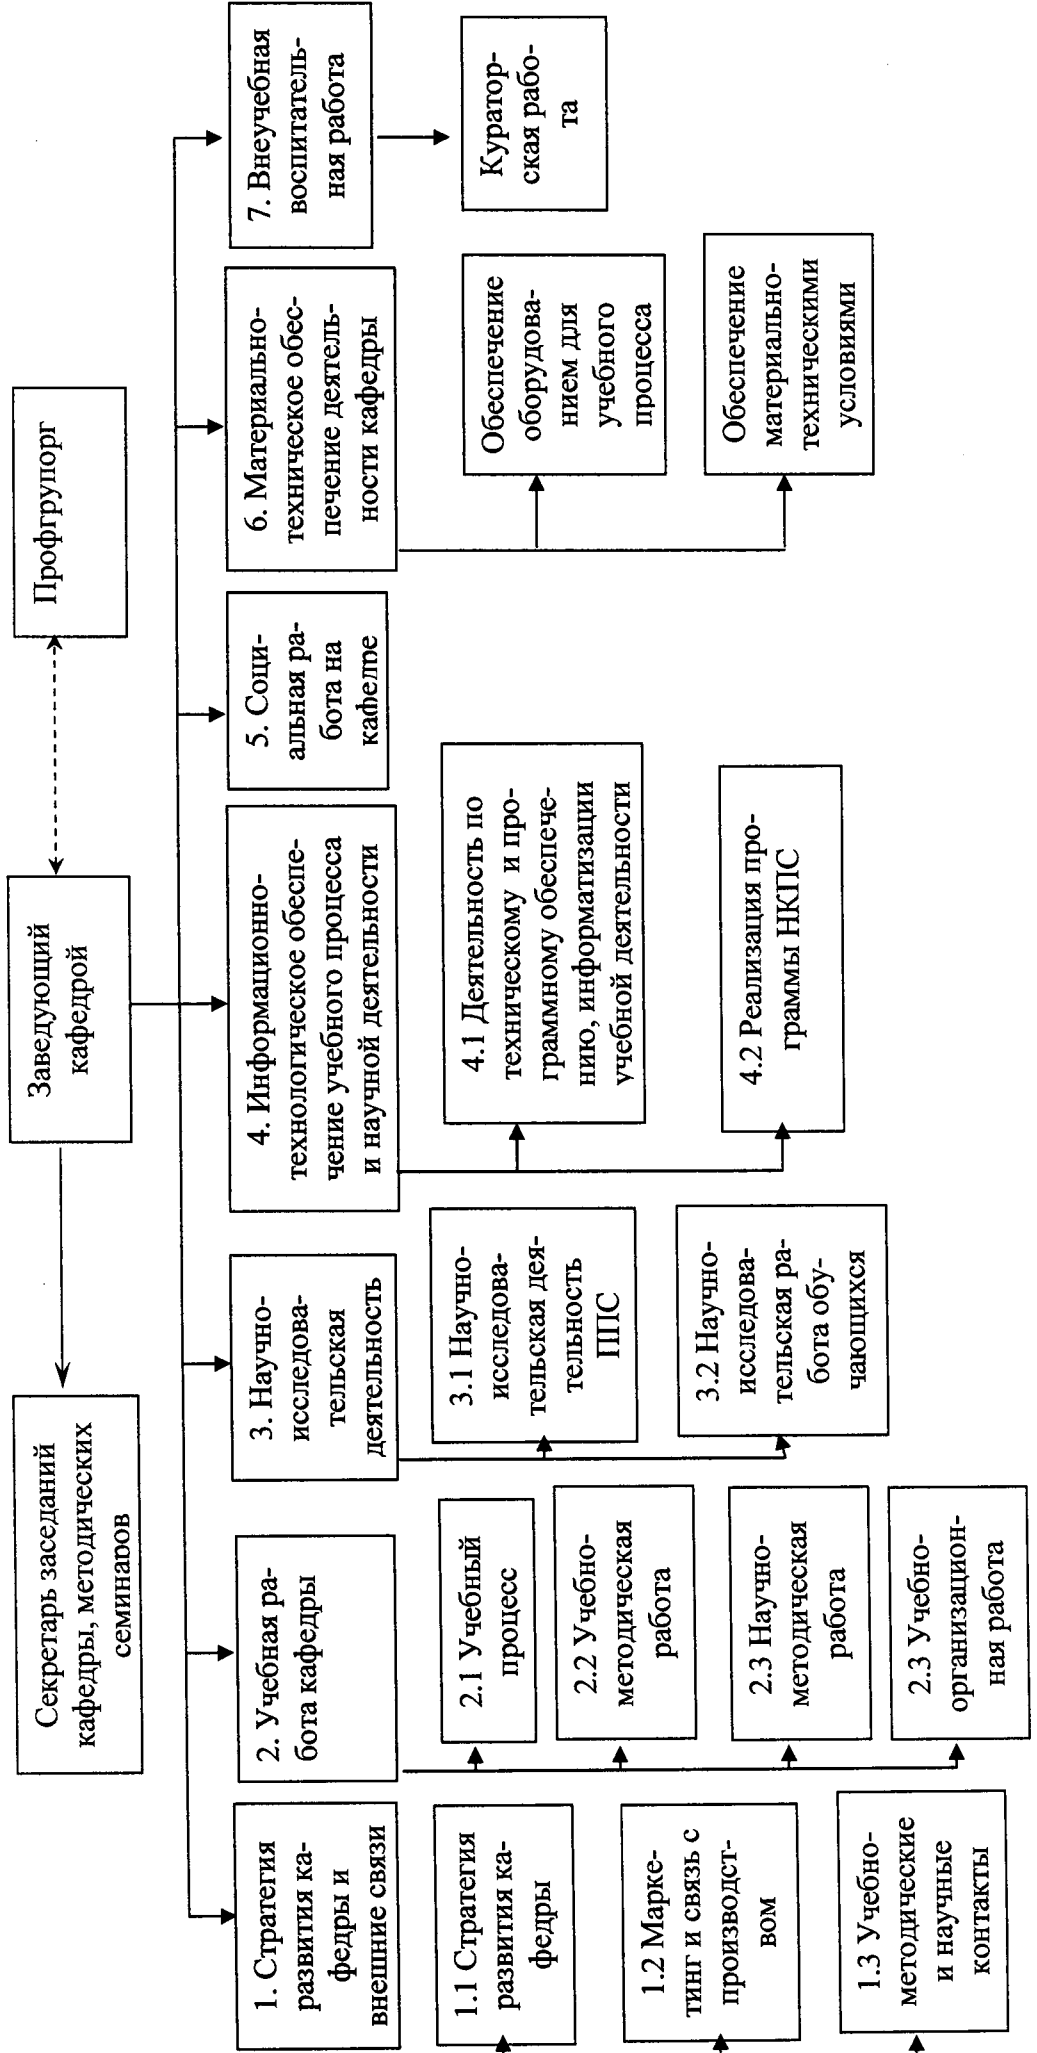 Заведующий
кафедрой
Профгрупорг
Секретарь заседаний
кафедры, методических
семинаров
1. Стратегия
развития ка-
федры и
внешние связи
1.1 Стратегия
развития ка-
федры
1.2 Марке-
тинг и связь с
производст-
вом
1.3 Учебно-
методические
и научные
контакты
2. Учебная ра-
бота кафедры
2.1 Учебный
процесс
2.2 Учебно-
методическая
работа
2.3 Научно-
методическая
работа
2.3 Учебно-
организацион-
ная работа
3. Научно-
исследова-
тельская
деятельность
3.1 Научно-
исследова-
тельская дея-
тельность
ППС
3.2 Научно-
исследова-
тельская ра-
бота обу-
чающихся
4. Информационно-
технологическое обеспе-
чение учебного процесса
и научной деятельности
4.1 Деятельность по
техническому и про-
граммному обеспече-
нию, информатизации
учебной деятельности
4.2 Реализация про-
граммы НКПС
5. Соци-
альная ра-
бота на
кафедре
6. Материально-
техническое обес-
печение деятель-
ности кафедры
Обеспечение
оборудова-
нием для
учебного
процесса
Обеспечение
материально-
техническими
условиями
7. Внеучебная
воспитатель-
ная работа
Куратор-
ская рабо-
та